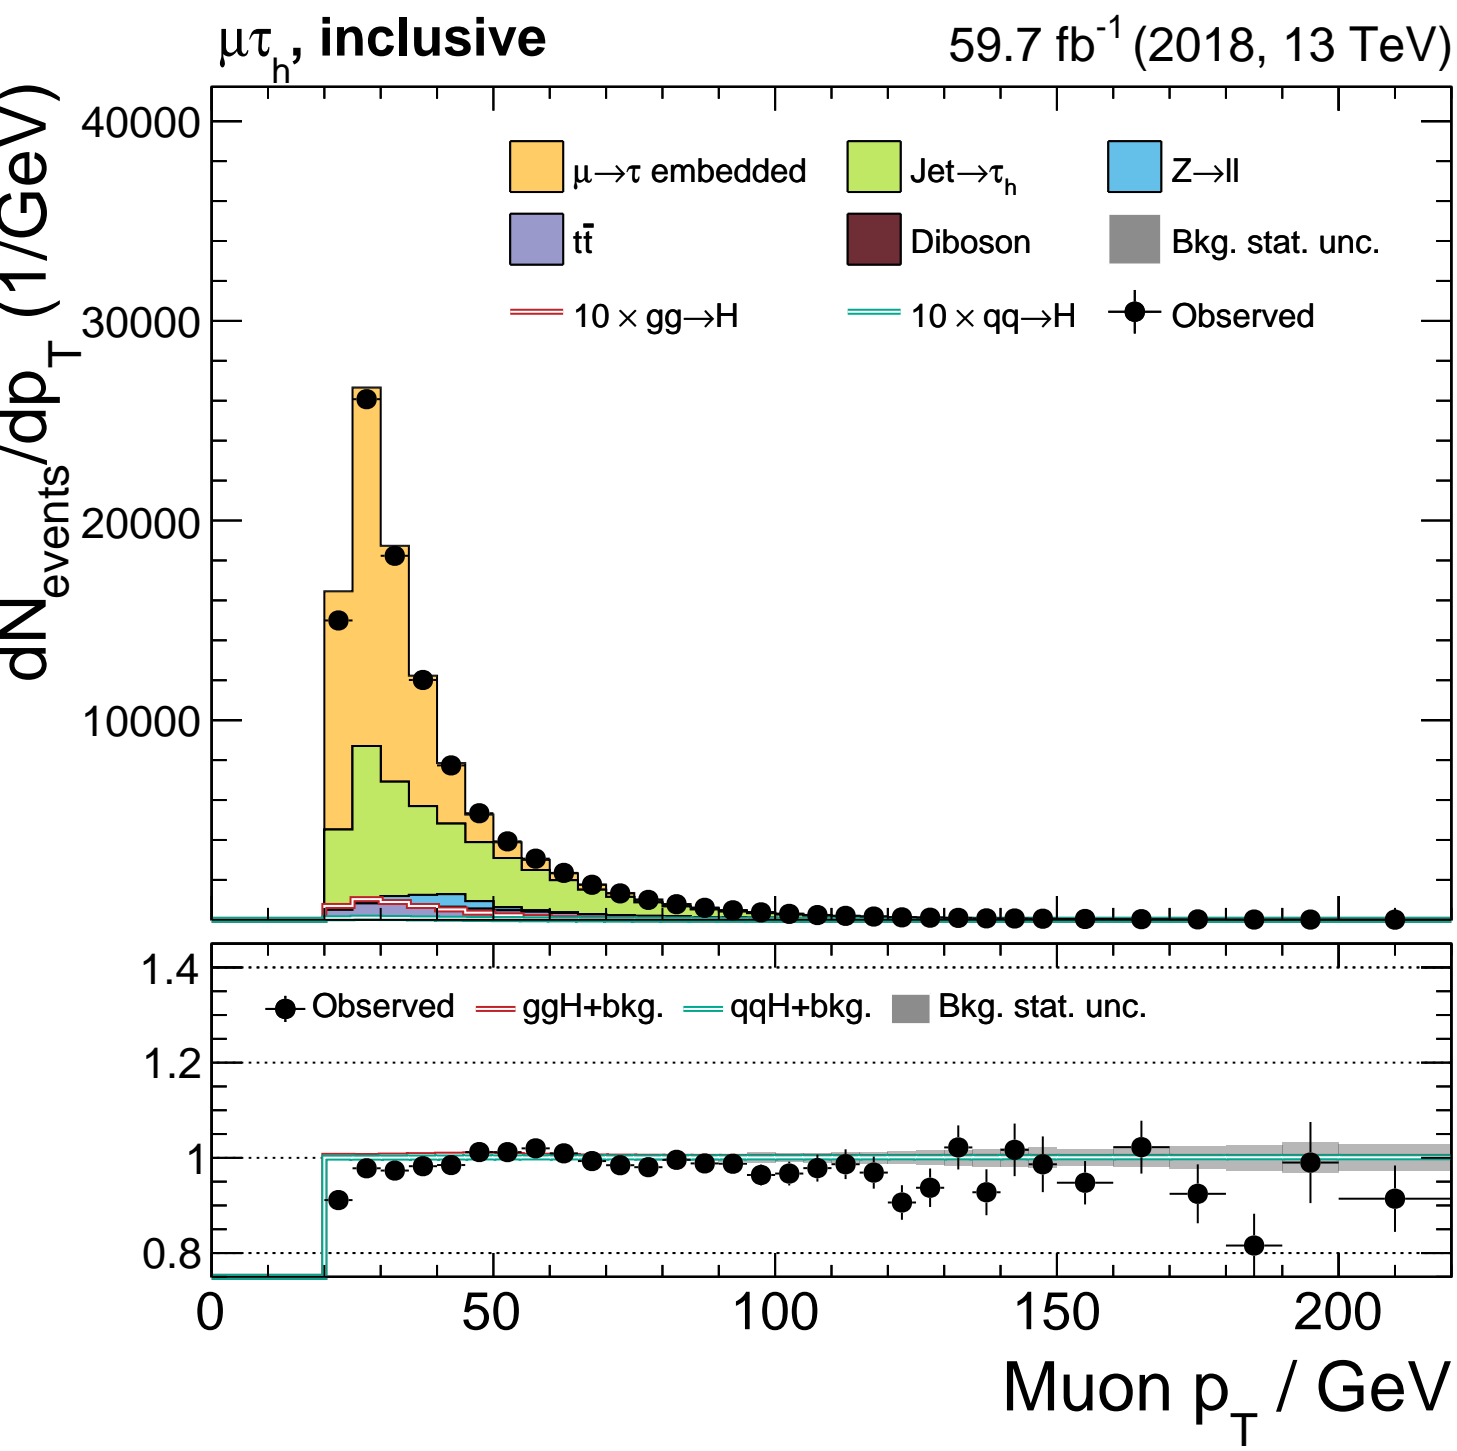 μτh, inclusive
59.7 fb-1 (2018, 13 TeV)
dNevents/dpT (1/GeV)
40000
30000
20000
10000
μ→τ embedded
Jet→τh
Z→ll
tt̄
Diboson
Bkg. stat. unc.
10 × gg→H
10 × qq→H
Observed
1.4
1.2
1
0.8
Observed
ggH+bkg.
qqH+bkg.
Bkg. stat. unc.
0
50
100
150
200
Muon pT / GeV